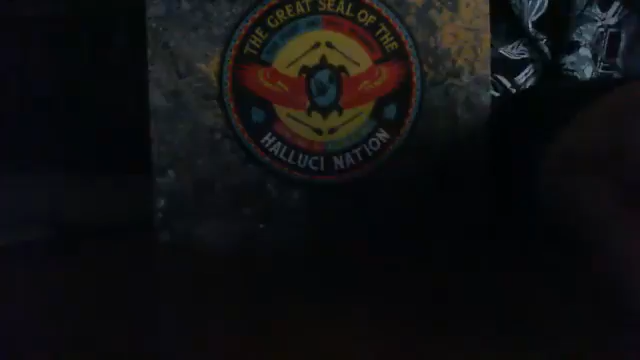 THE GREAT SEAL OF THE
HALLUCI NATION